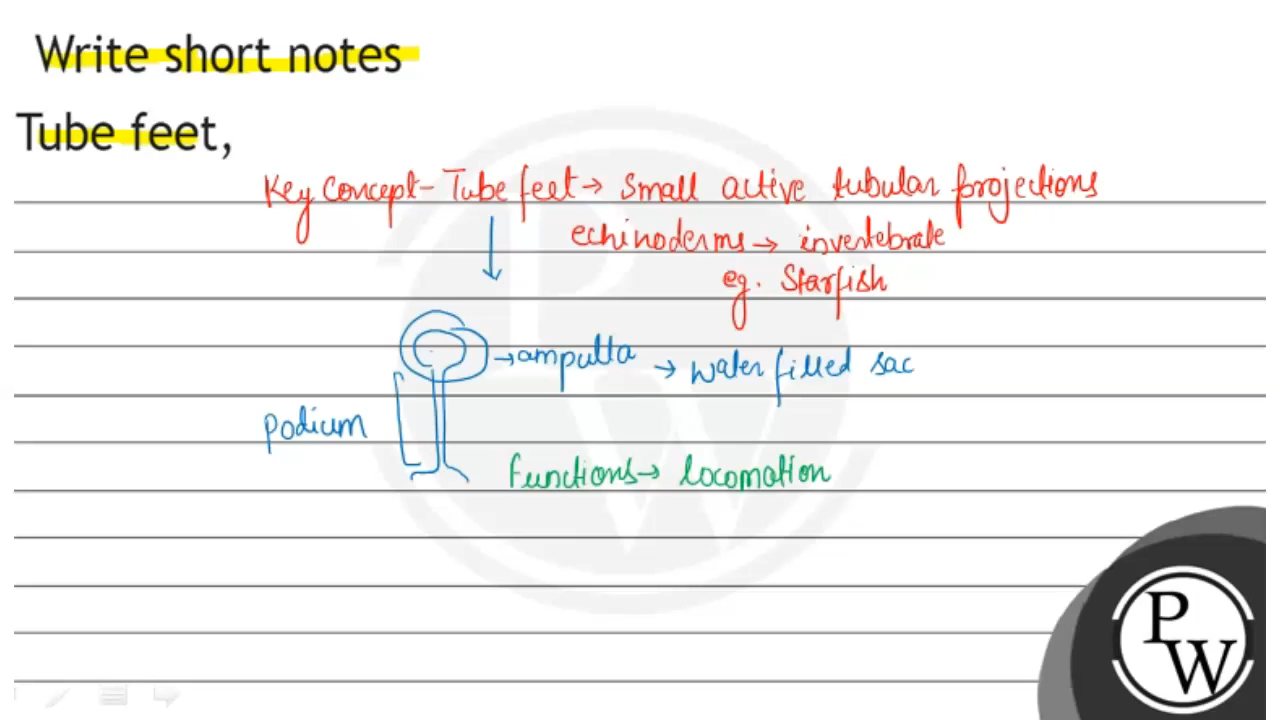 Write short notes
Tube feet,
Key Concept - Tube feet → small active tubular projections
echinoderms → invertebrate
eg. Starfish
→ ampulla → water filled sac
Podium
functions → locomotion
P
W
PW